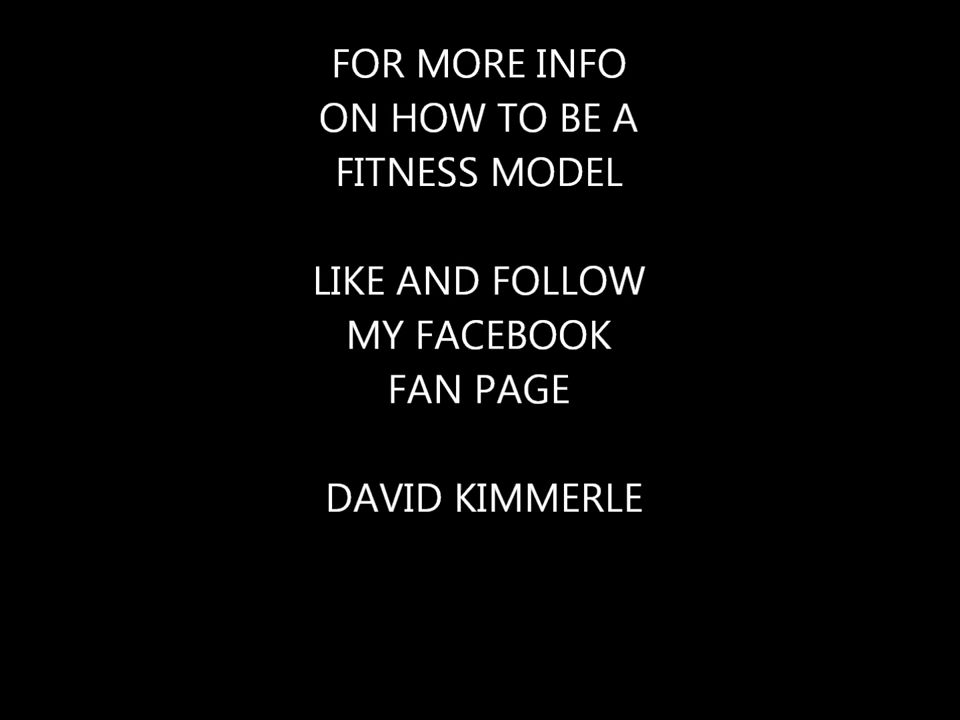 FOR MORE INFO
ON HOW TO BE A
FITNESS MODEL
LIKE AND FOLLOW
MY FACEBOOK
FAN PAGE
DAVID KIMMERLE